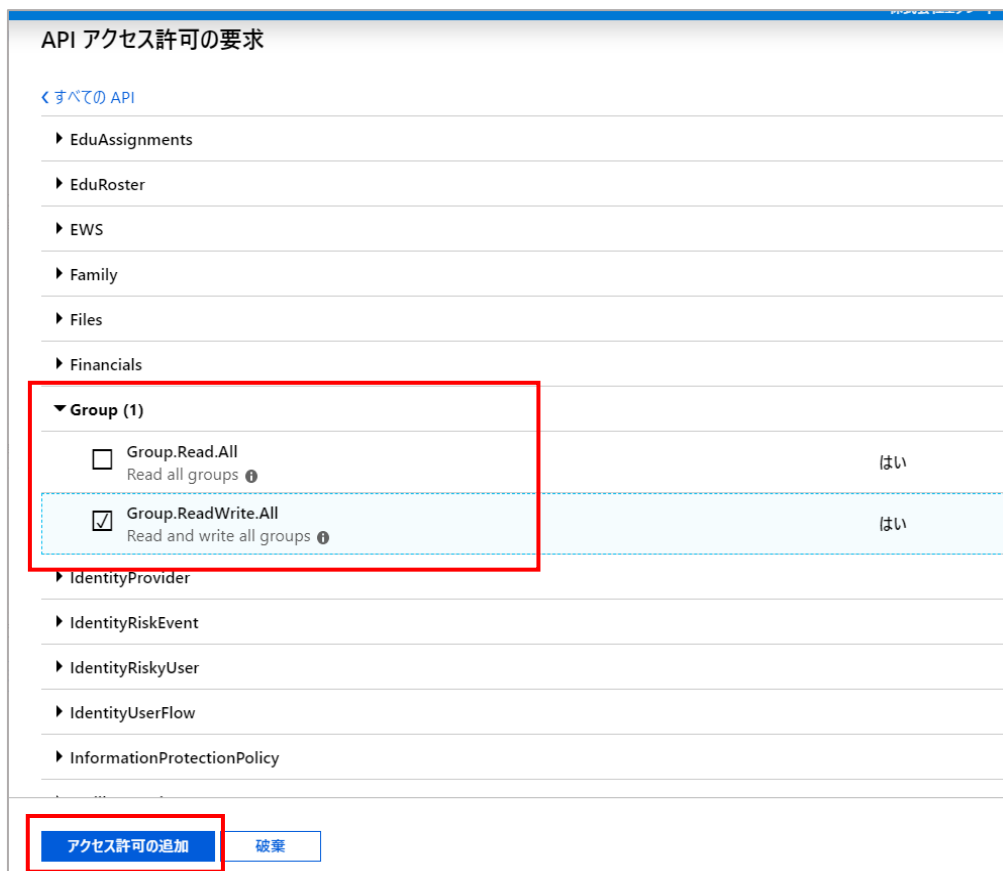 API アクセス許可の要求
すべての API
EduAssignments
EduRoster
EWS
Family
Files
Financials
Group (1)
Group.Read.All
はい
Read all groups
Group.ReadWrite.All
はい
Read and write all groups
IdentityProvider
IdentityRiskEvent
IdentityRiskyUser
IdentityUserFlow
InformationProtectionPolicy
アクセス許可の追加 破棄